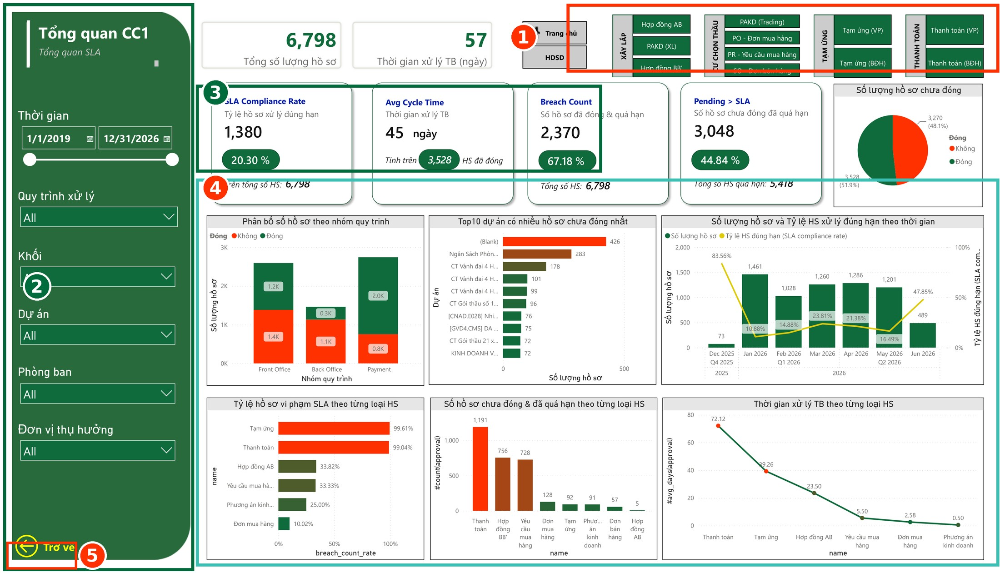 Tổng quan CC1
Tổng quan SLA
6,798
Tổng số lượng hồ sơ
57
Thời gian xử lý TB (ngày)
1
Trang chủ
HDSD
XÂY LẮP
Hợp đồng AB
PAKD (XL)
Hợp đồng BB'
CHỌN THẦU
PAKD (Trading)
PO - Đơn mua hàng
PR - Yêu cầu mua hàng
SO - Đơn bán hàng
TẠM ỨNG
Tạm ứng (VP)
Tạm ứng (BĐH)
THANH TOÁN
Thanh toán (VP)
Thanh toán (BĐH)
Thời gian
1/1/2019
12/31/2026
Quy trình xử lý
All
Khối
2
Dự án
All
Phòng ban
All
Đơn vị thụ hưởng
All
Trở về
5
3
SLA Compliance Rate
Tỷ lệ hồ sơ xử lý đúng hạn
1,380
20.30 %
4
trên tổng số HS: 6,798
Avg Cycle Time
Thời gian xử lý TB
45 ngày
Tính trên 3,528 HS đã đóng
Breach Count
Số hồ sơ đã đóng & quá hạn
2,370
67.18 %
Tổng số HS: 6,798
Pending > SLA
Số hồ sơ chưa đóng đã quá hạn
3,048
44.84 %
Tổng số HS quá hạn: 5,418
Số lượng hồ sơ chưa đóng
3,270
(48.1%)
Đóng
Không
Đóng
3,528
(51.9%)
Phân bổ số hồ sơ theo nhóm quy trinh
Đóng Không Đóng
Số lượng hồ sơ
3K
2K
1K
0K
1.2K
1.4K
0.3K
1.1K
2.0K
0.8K
Front Office
Back Office
Payment
Nhóm quy trình
Top10 dự án có nhiều hồ sơ chưa đóng nhất
Dự án
(Blank) 426
Ngân Sách Phòn... 283
CT Vành đai 4 H... 178
CT Vành đai 4 H... 101
CT Vành đai 4 H... 99
CT Gói thầu số 1... 96
[CNAD.E028] Nhi... 76
[GVD4.CMS] DA ... 75
CT Gói thầu 21 x... 72
KINH DOANH V... 72
0 500
Số lượng hồ sơ
Số lượng hồ sơ và Tỷ lệ HS xử lý đúng hạn theo thời gian
Số lượng hồ sơ Tỷ lệ HS đúng hạn (SLA compliance rate)
Số lượng hồ sơ
2,000
1,500
1,000
500
0
100%
50%
0%
Tỷ lệ HS đúng hạn (SLA com...
83.56%
10.88%
14.88%
23.81%
21.38%
16.49%
47.85%
73
1,461
1,028
1,260
1,286
1,201
489
Dec 2025 Jan 2026 Feb 2026 Mar 2026 Apr 2026 May 2026 Jun 2026
Q4 2025 Q1 2026 Q2 2026
2025 2026
Tỷ lệ hồ sơ vi phạm SLA theo từng loại HS
name
Tạm ứng 99.61%
Thanh toán 99.04%
Hợp đồng AB 33.82%
Yêu cầu mua hà... 33.33%
Phương án kinh... 25.00%
Đơn mua hàng 10.02%
0% 50% 100%
breach_count_rate
Số hồ sơ chưa đóng & đã quá hạn theo từng loại HS
#count(approval)
1,000
500
0
1,191
756
728
128
92
91
57
5
Thanh toán
Hợp đồng BB'
Yêu cầu mua hàng
Đơn mua hàng
Tạm ứng
Phươ... án kinh doanh
Đơn bán hàng
Hợp đồng AB
name
Thời gian xử lý TB theo từng loại HS
#avg_days(approval)
80
60
40
20
0
72.12
39.26
23.50
5.50
2.58
0.50
Thanh toán
Tạm ứng
Hợp đồng AB
Yêu cầu mua hàng
Đơn mua hàng
Phương án kinh doanh
name